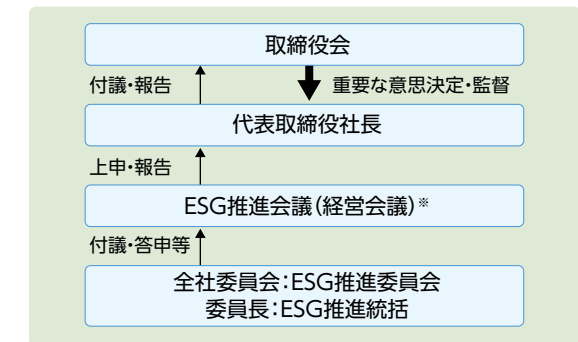 取締役会
付議・報告
重要な意思決定・監督
代表取締役社長
上申・報告
ESG推進会議（経営会議）※
付議・答申等
全社委員会：ESG推進委員会
委員長：ESG推進統括